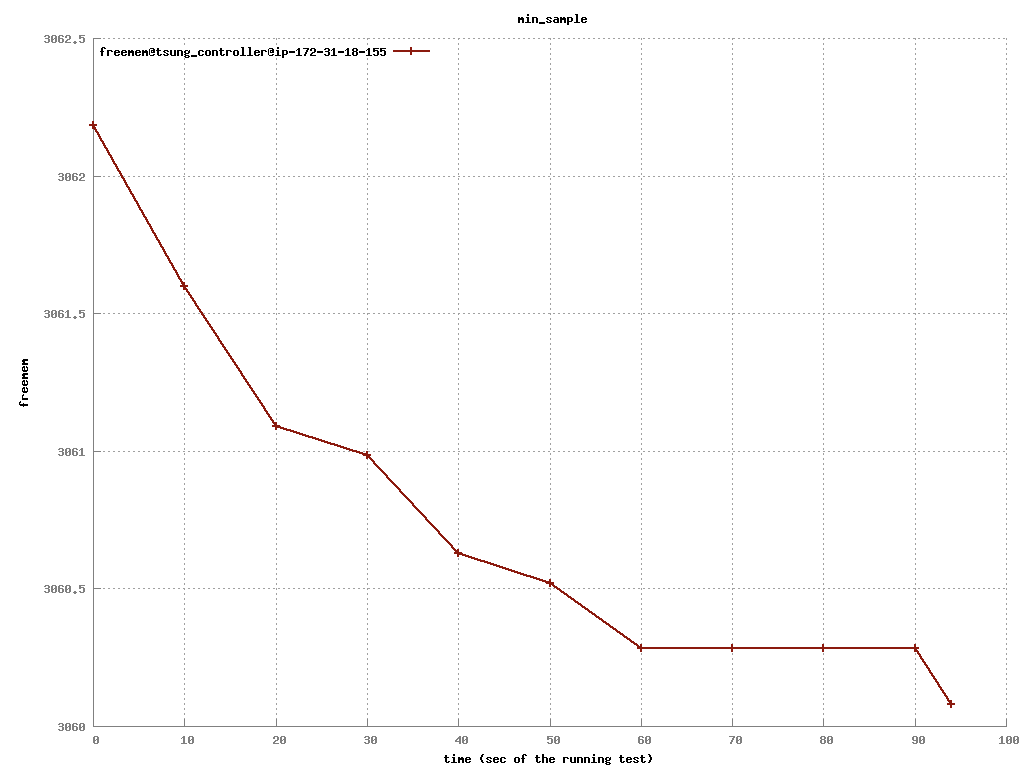 min_sample
3062.5
freemem@tsung_controller@ip-172-31-18-155
3062
3061.5
freemem
3061
3060.5
3060
0 10 20 30 40 50 60 70 80 90 100
time (sec of the running test)